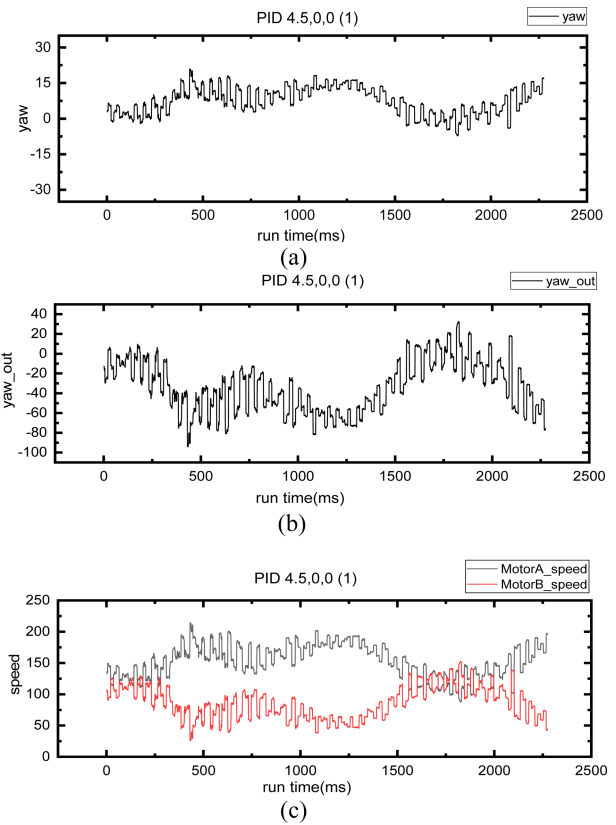 PID 4.5,0,0 (1)
yaw
30
15
0
-15
-30
yaw
0 500 1000 1500 2000 2500
run time(ms)
(a)
PID 4.5,0,0 (1)
yaw_out
40
20
0
-20
-40
-60
-80
-100
yaw_out
0 500 1000 1500 2000 2500
run time(ms)
(b)
PID 4.5,0,0 (1)
MotorA_speed
MotorB_speed
250
200
150
100
50
0
speed
0 500 1000 1500 2000 2500
run time(ms)
(c)